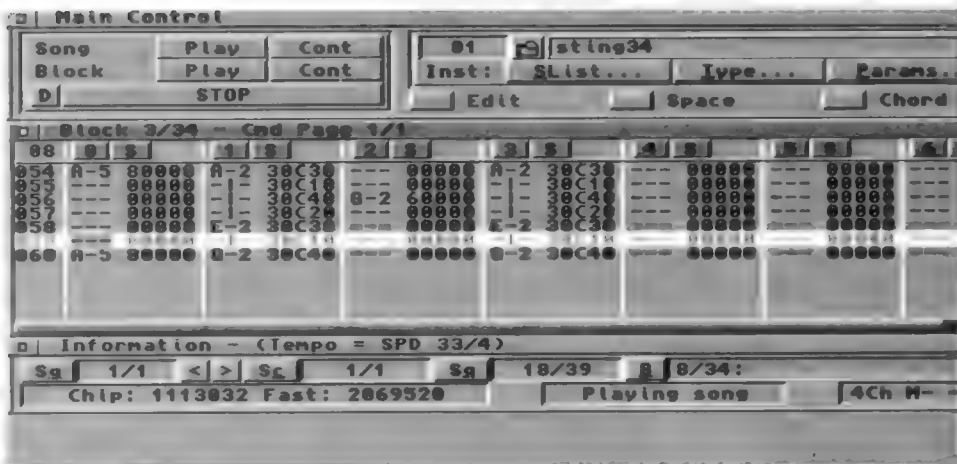 Main Control
Song Play Cont
Block Play Cont
D STOP
01 sting34
Inst: SList... Type... Params..
Edit Space Chord
Block 3/34 - Cmd Page 1/1
08 0 S 1 S 2 S 3 S 4 S 5 S 6
054 A-5 80000 A-2 30C30 --- 00000 A-2 30C30 --- 00000 --- 00000 ---
055 --- 00000 -|- 30C10 --- 00000 -|- 30C10 --- 00000 --- 00000 ---
056 --- 00000 -|- 30C40 60000 -|- 30C40 --- 00000 --- 00000 ---
057 --- 00000 -|- 30C20 --- 00000 -|- 30C20 --- 00000 --- 00000 ---
058 --- 00000 E-2 30C30 --- 00000 E-2 30C30 --- 00000 --- 00000 ---
060 A-5 80000 30C40 --- 00000 30C40 --- 00000 --- 00000 ---
Information - (Tempo = SPD 33/4)
Sg 1/1 < | > Sc 1/1 Sq 18/39 B 8/34:
Chip: 1113032 Fast: 2069520 Playing song 4Ch M- -